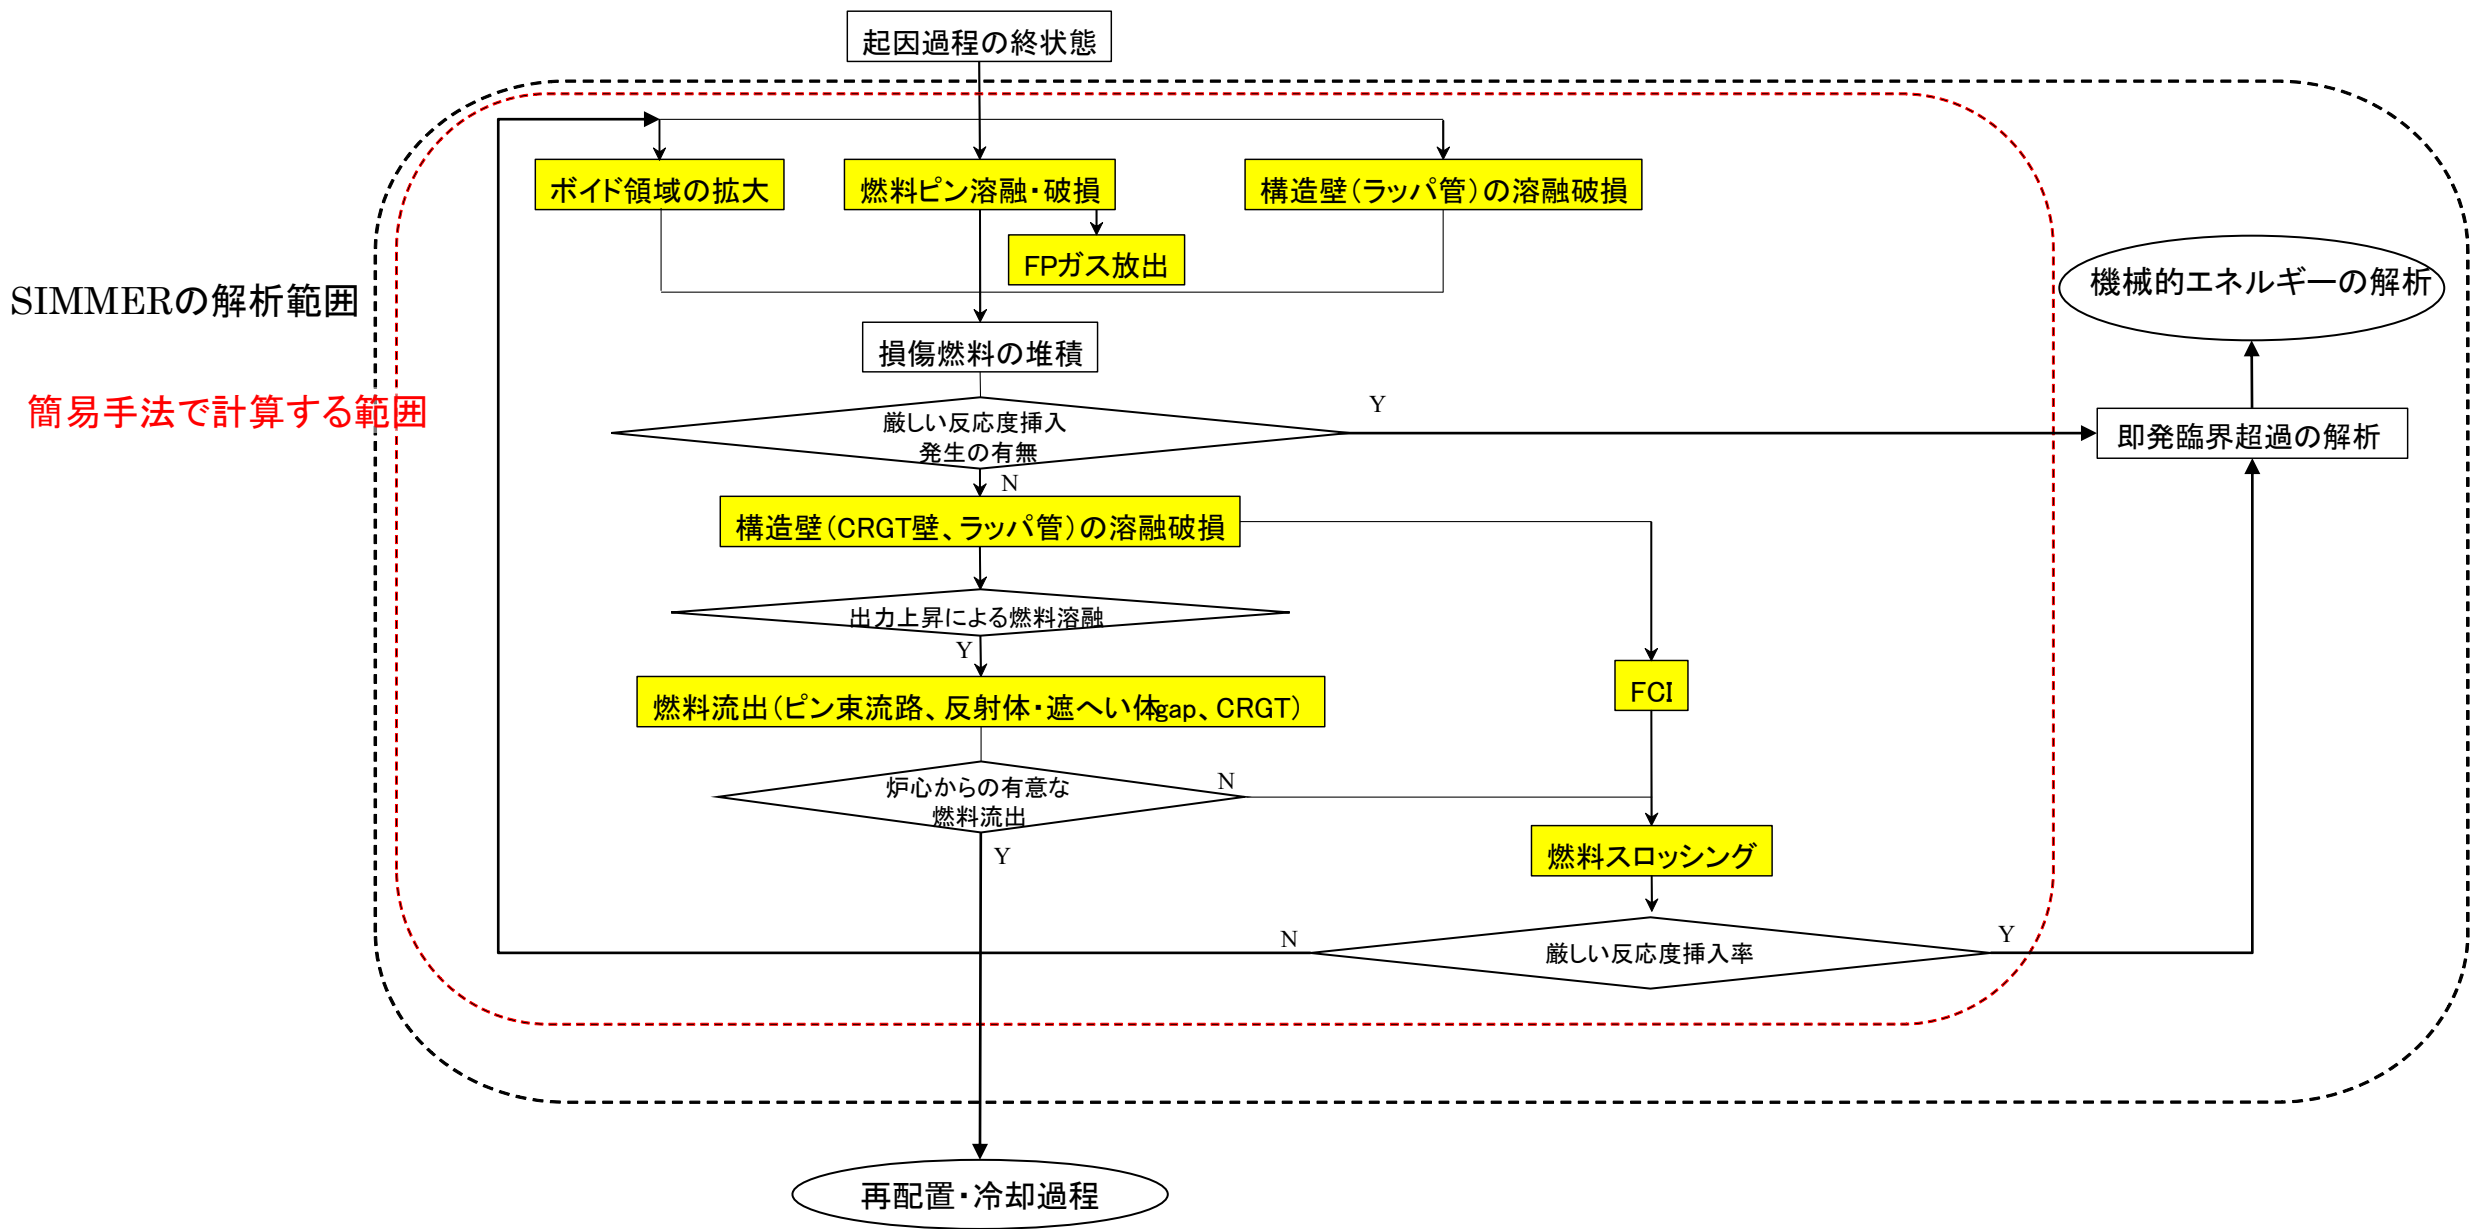 起因過程の終状態
ボイド領域の拡大
燃料ピン溶融・破損
構造壁（ラッパ管）の溶融破損
FPガス放出
機械的エネルギーの解析
SIMMERの解析範囲
損傷燃料の堆積
簡易手法で計算する範囲
厳しい反応度挿入
発生の有無
Y
即発臨界超過の解析
N
構造壁（CRGT壁、ラッパ管）の溶融破損
出力上昇による燃料溶融
Y
燃料流出（ピン束流路、反射体・遮へい体gap、CRGT）
FCI
炉心からの有意な
燃料流出
N
Y
燃料スロッシング
厳しい反応度挿入率
N
Y
再配置・冷却過程